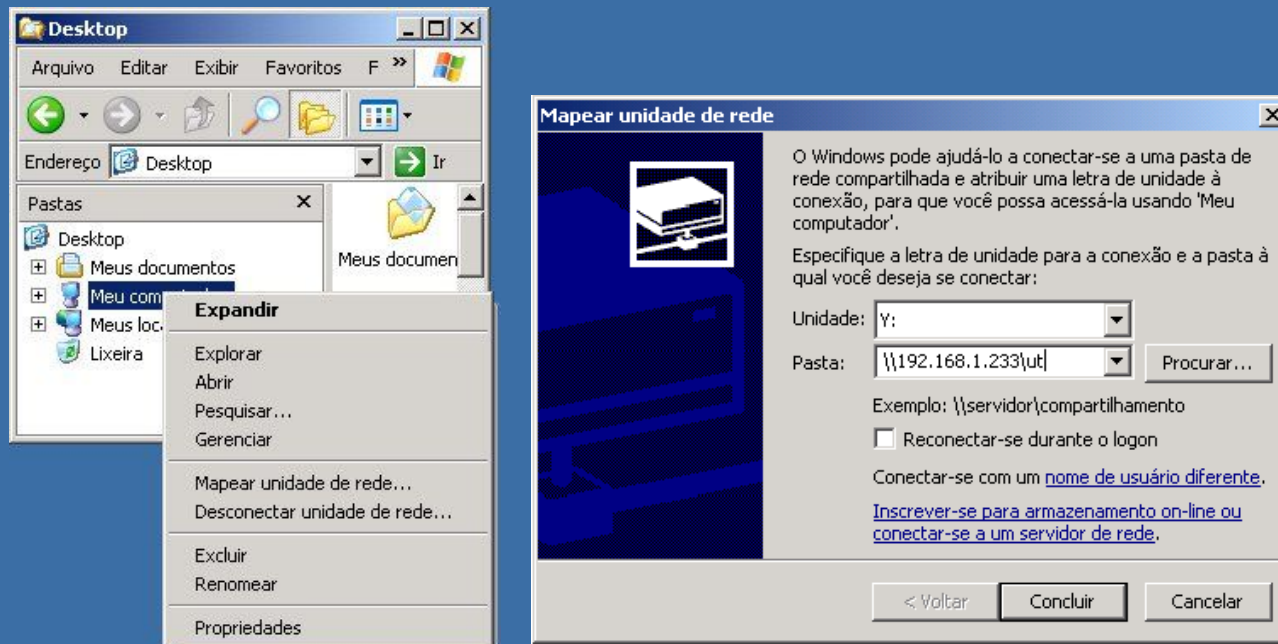 Desktop
Arquivo Editar Exibir Favoritos F »
Endereço Desktop Ir
Pastas
Desktop
Meus documentos
Meu com
Meus loc
Lixeira
Meus documen
Expandir
Explorar
Abrir
Pesquisar...
Gerenciar
Mapear unidade de rede...
Desconectar unidade de rede...
Excluir
Renomear
Propriedades
Mapear unidade de rede
O Windows pode ajudá-lo a conectar-se a uma pasta de
rede compartilhada e atribuir uma letra de unidade à
conexão, para que você possa acessá-la usando 'Meu
computador'.
Especifique a letra de unidade para a conexão e a pasta à
qual você deseja se conectar:
Unidade: Y:
Pasta: \\192.168.1.233\ut Procurar...
Exemplo: \\servidor\compartilhamento
Reconectar-se durante o logon
Conectar-se com um nome de usuário diferente.
Inscrever-se para armazenamento on-line ou
conectar-se a um servidor de rede.
< Voltar Concluir Cancelar